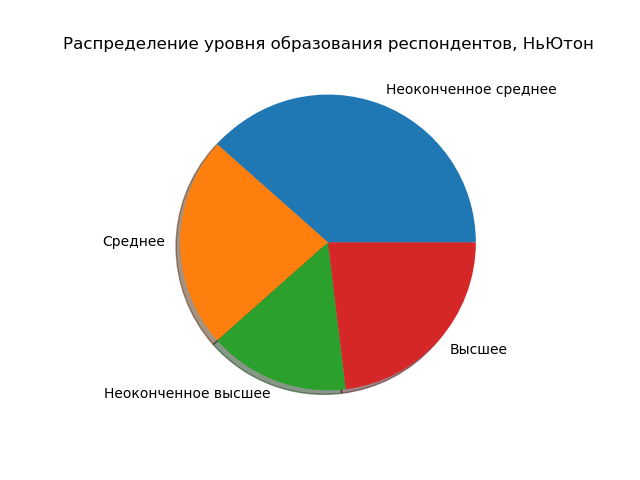 Распределение уровня образования респондентов, НьЮтон
Неоконченное среднее
Среднее
Высшее
Неоконченное высшее